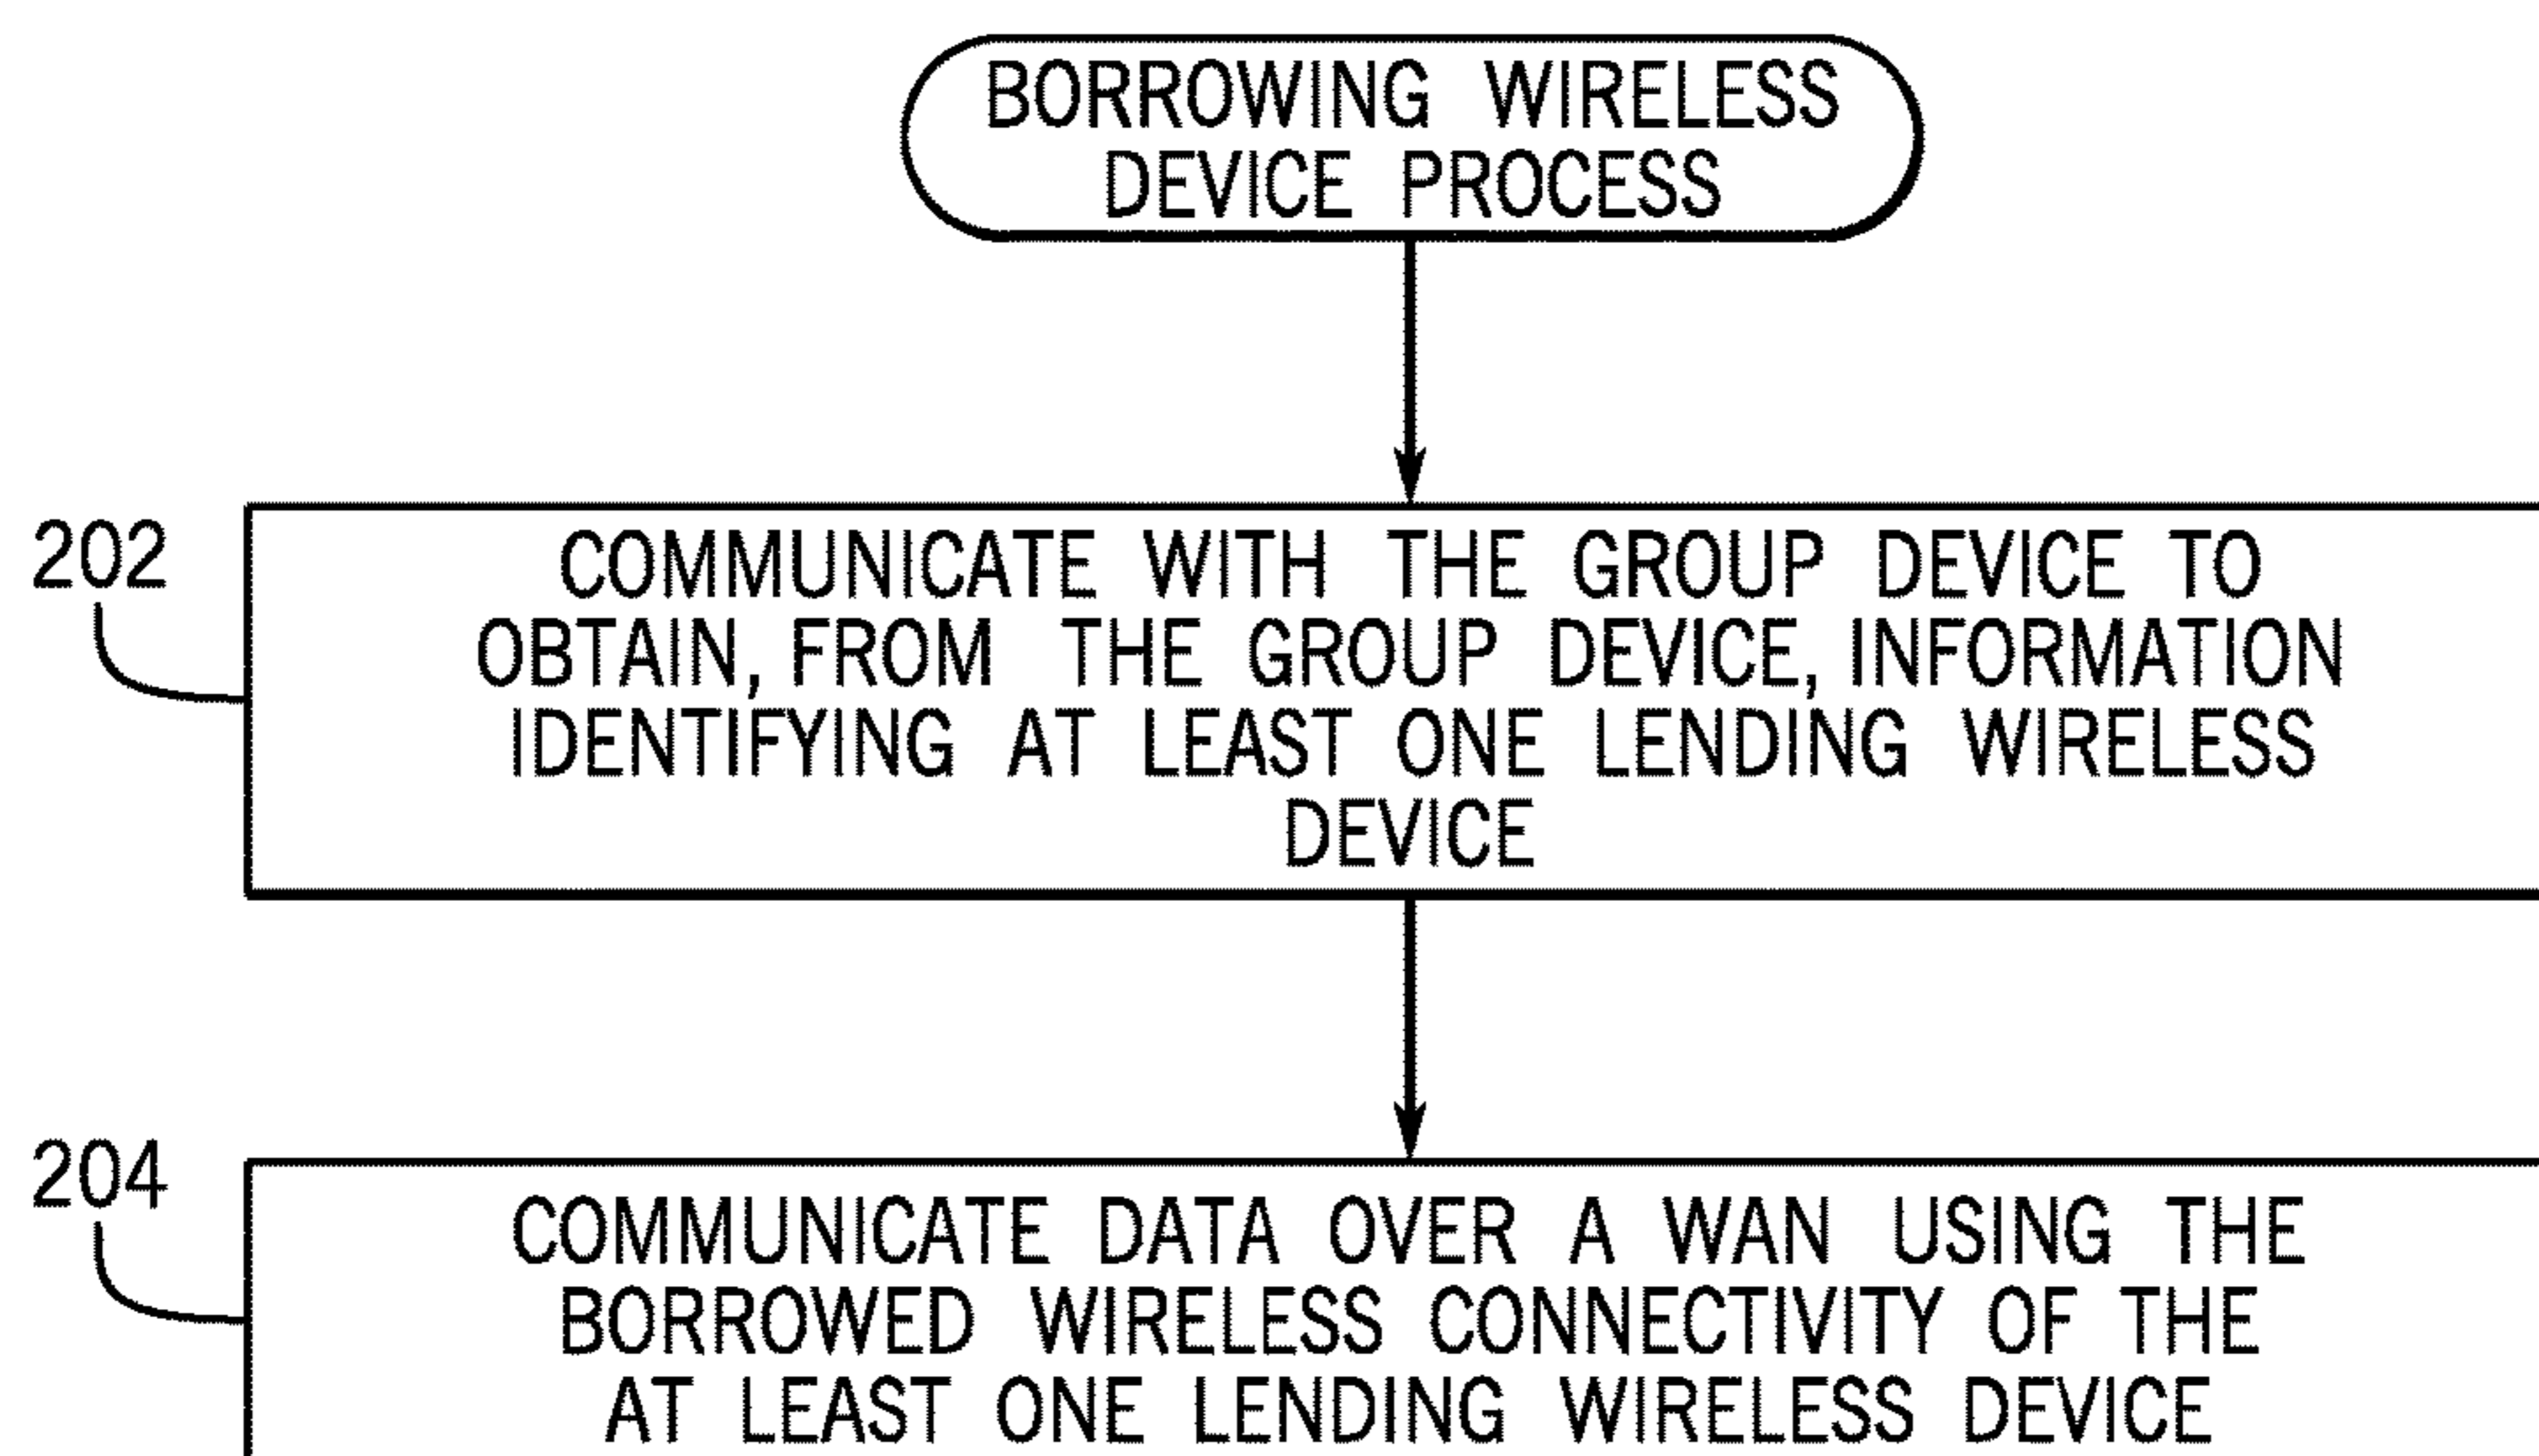 BORROWING WIRELESS
DEVICE PROCESS
202
COMMUNICATE WITH THE GROUP DEVICE TO
OBTAIN, FROM THE GROUP DEVICE, INFORMATION
IDENTIFYING AT LEAST ONE LENDING WIRELESS
DEVICE
204
COMMUNICATE DATA OVER A WAN USING THE
BORROWED WIRELESS CONNECTIVITY OF THE
AT LEAST ONE LENDING WIRELESS DEVICE